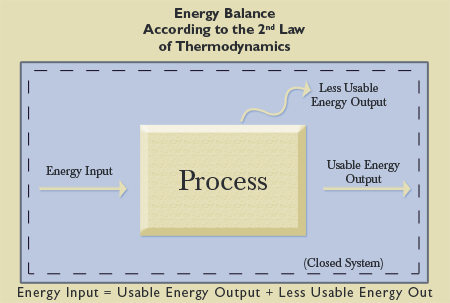 Energy Balance
According to the 2nd Law
of Thermodynamics
Less Usable
Energy Output
Energy Input
Process
Usable Energy
Output
(Closed System)
Energy Input = Usable Energy Output + Less Usable Energy Out